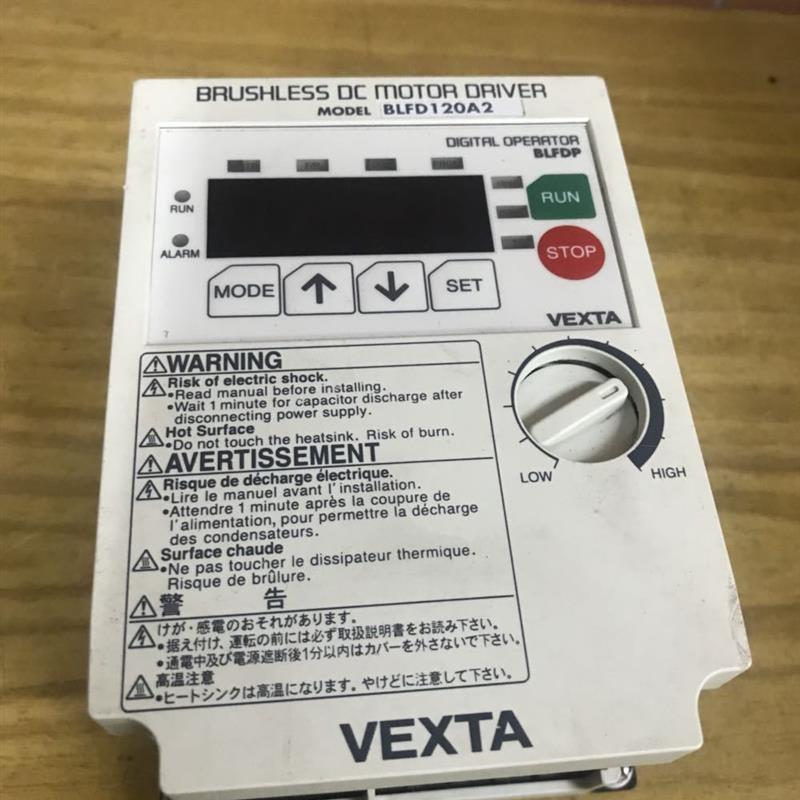 BRUSHLESS DC MOTOR DRIVER
MODEL BLFD120A2
DIGITAL OPERATOR
BLFDP
RUN
RUN
ALARM
STOP
MODE ↑ ↓ SET
VEXTA
WARNING
Risk of electric shock.
•Read manual before installing.
•Wait 1 minute for capacitor discharge after
disconnecting power supply.
Hot Surface
•Do not touch the heatsink. Risk of burn.
AVERTISSEMENT
Risque de décharge électrique.
•Lire le manuel avant l'installation.
•Attendre 1 minute après la coupure de
l'alimentation, pour permettre la décharge
des condensateurs.
Surface chaude
•Ne pas toucher le dissipateur thermique.
Risque de brûlure.
警 告
けが・感電のおそれがあります。
•据え付け、運転の前には必ず取扱説明書をお読み下さい。
•通電中及び電源遮断後1分以内はカバーを外さないで下さい。
高温注意
•ヒートシンクは高温になります。やけどに注意して下さい。
LOW HIGH
VEXTA